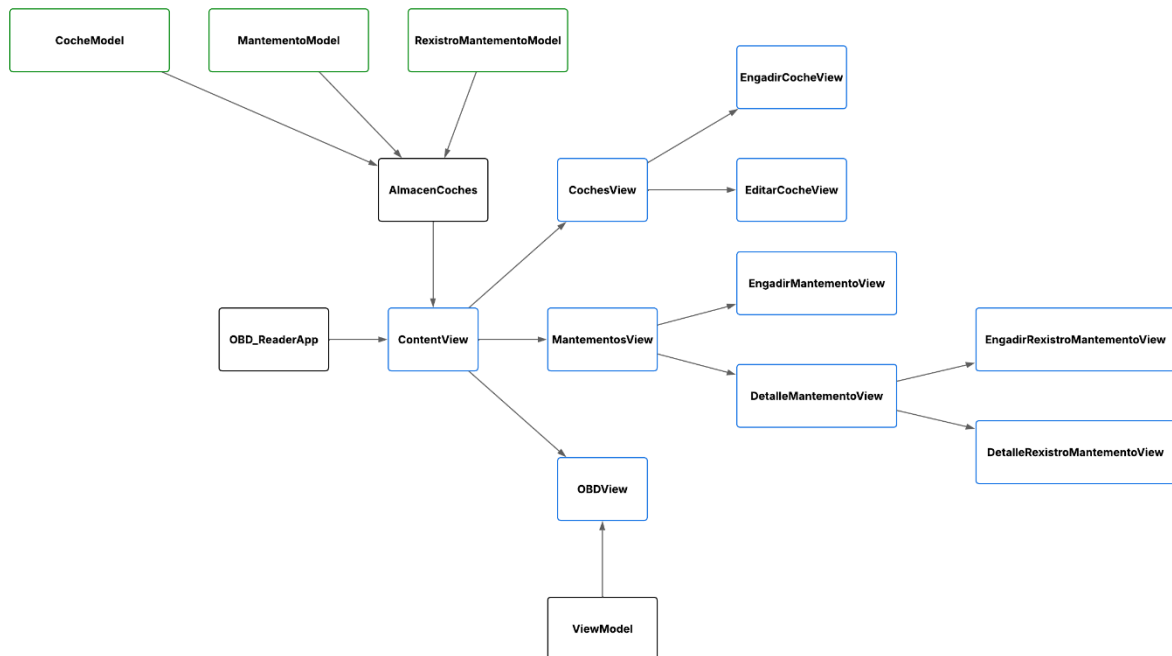 CocheModel
MantementoModel
RexistroMantementoModel
EngadirCocheView
AlmacenCoches
CochesView
EditarCocheView
EngadirMantementoView
OBD_ReaderApp
ContentView
MantementosView
EngadirRexistroMantementoView
DetalleMantementoView
DetalleRexistroMantementoView
OBDView
ViewModel